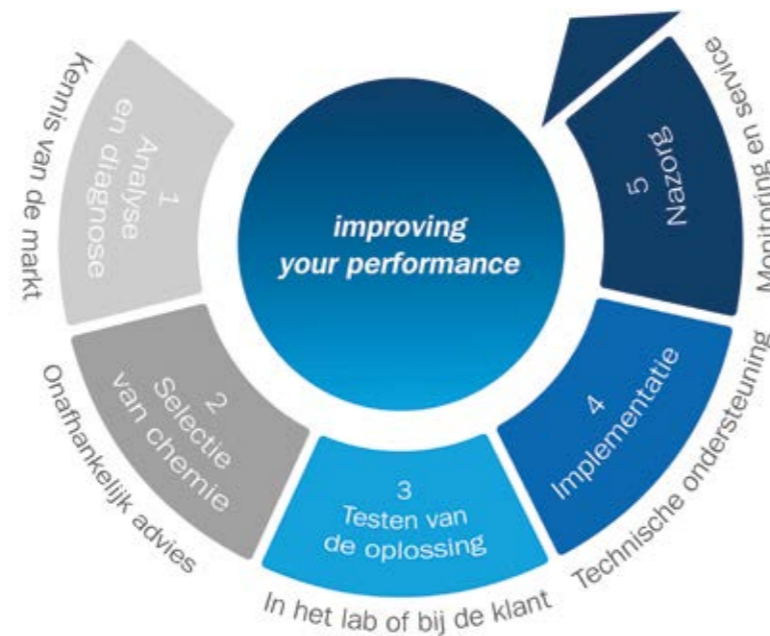 improving
your performance
1
Analyse
en diagnose
Kennis van de markt
2
Selectie
van chemie
Onafhankelijk advies
3
Testen van
de oplossing
In het lab of bij de klant
4
Implementatie
Technische ondersteuning
5
Nazorg
Monitoring en service